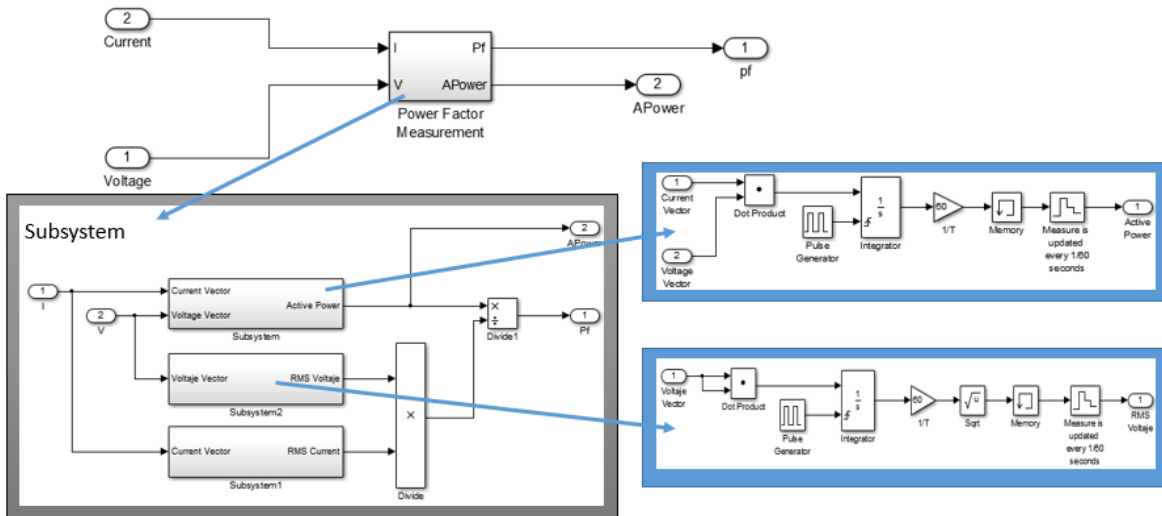 2
Current
1
Voltage
I
V
Pf
APower
Power Factor
Measurement
1
pf
2
APower
Subsystem
1
I
2
V
Current Vector
Voltage Vector
Active Power
Subsystem
Voltaje Vector
RMS Voltaje
Subsystem2
Current Vector
RMS Current
Subsystem1
×
Divide
×
÷
Divide1
2
APower
1
Pf
1
Current
Vector
2
Voltage
Vector
Dot Product
Pulse
Generator
1
s
Integrator
60
1/T
Memory
Measure is
updated
every 1/60
seconds
1
Active
Power
1
Voltaje
Vector
Dot Product
Pulse
Generator
1
s
Integrator
60
1/T
√u
Sqrt
Memory
Measure is
updated
every 1/60
seconds
1
RMS
Voltaje